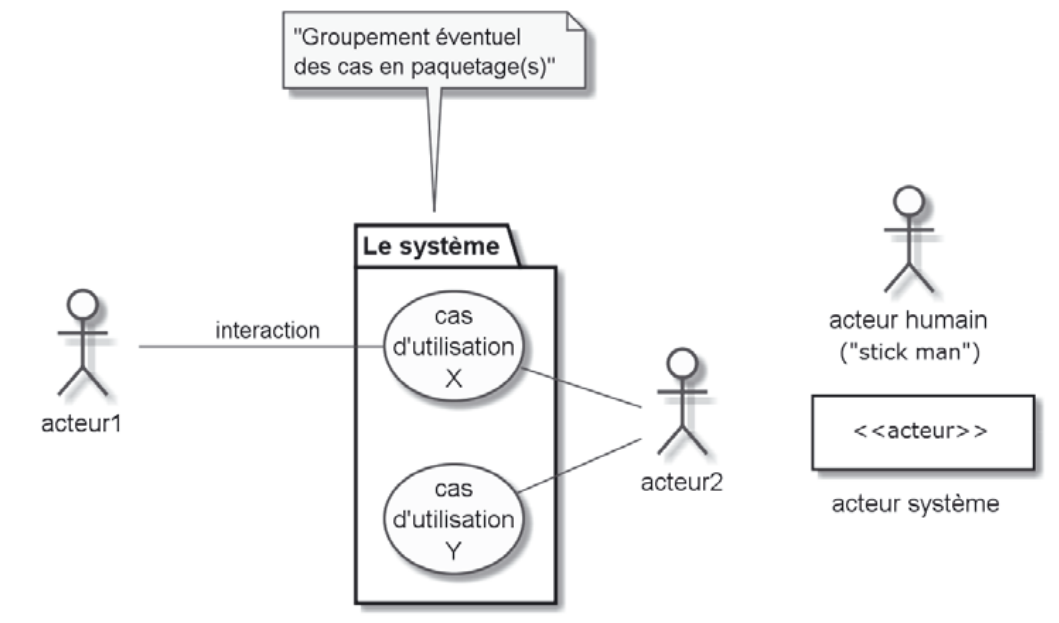 "Groupement éventuel
des cas en paquetage(s)"
Le système
interaction
cas
d'utilisation
X
acteur1
cas
d'utilisation
Y
acteur2
acteur humain
("stick man")
<<acteur>>
acteur système